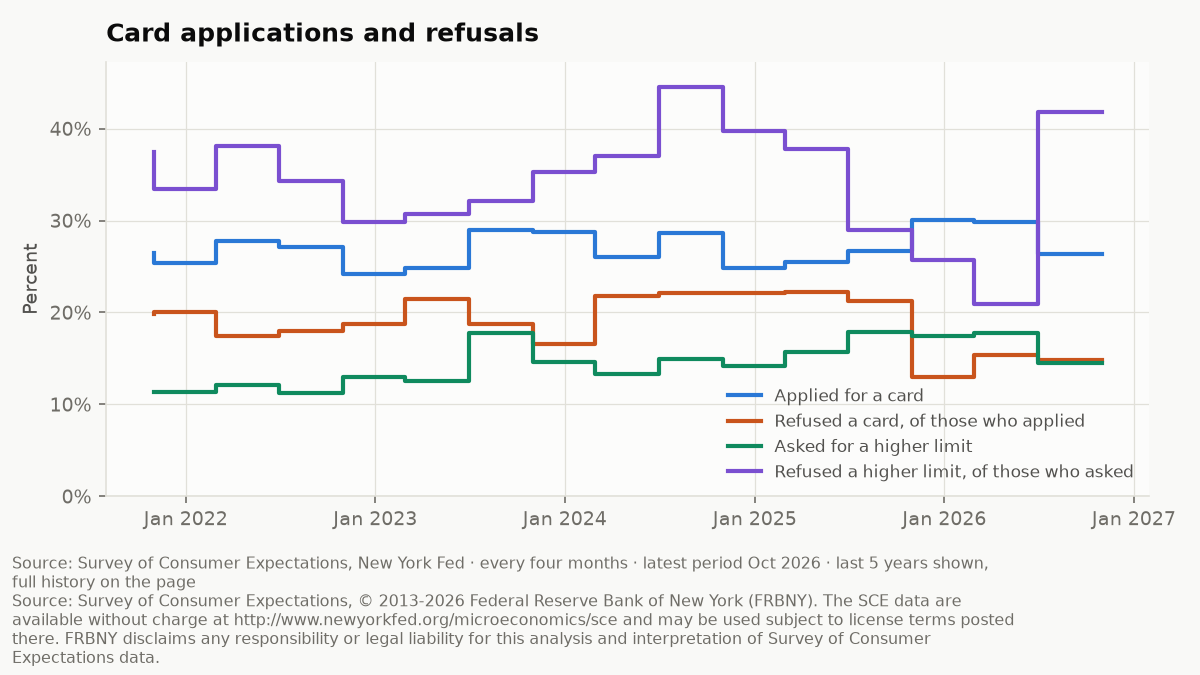 Card applications and refusals
40%
30%
20%
10%
0%
Percent
Applied for a card
Refused a card, of those who applied
Asked for a higher limit
Refused a higher limit, of those who asked
Jan 2022
Jan 2023
Jan 2024
Jan 2025
Jan 2026
Jan 2027
Source: Survey of Consumer Expectations, New York Fed · every four months · latest period Oct 2026 · last 5 years shown,
full history on the page
Source: Survey of Consumer Expectations, © 2013-2026 Federal Reserve Bank of New York (FRBNY). The SCE data are
available without charge at http://www.newyorkfed.org/microeconomics/sce and may be used subject to license terms posted
there. FRBNY disclaims any responsibility or legal liability for this analysis and interpretation of Survey of Consumer
Expectations data.